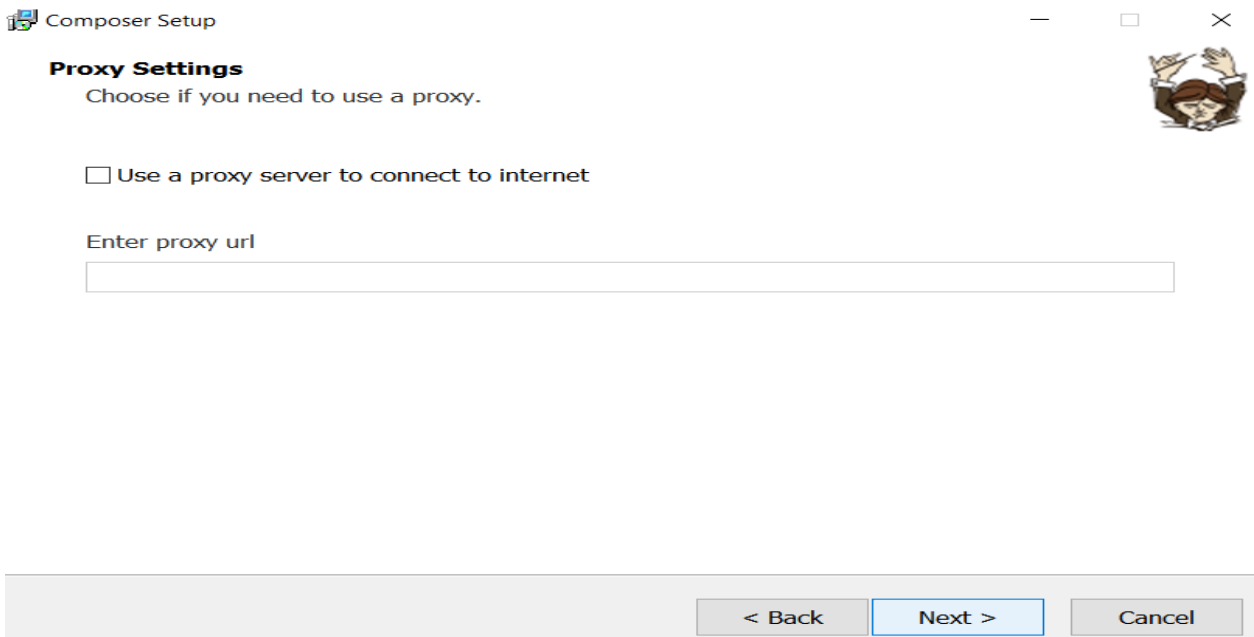 Composer Setup
Proxy Settings
Choose if you need to use a proxy.
Use a proxy server to connect to internet
Enter proxy url
< Back Next > Cancel